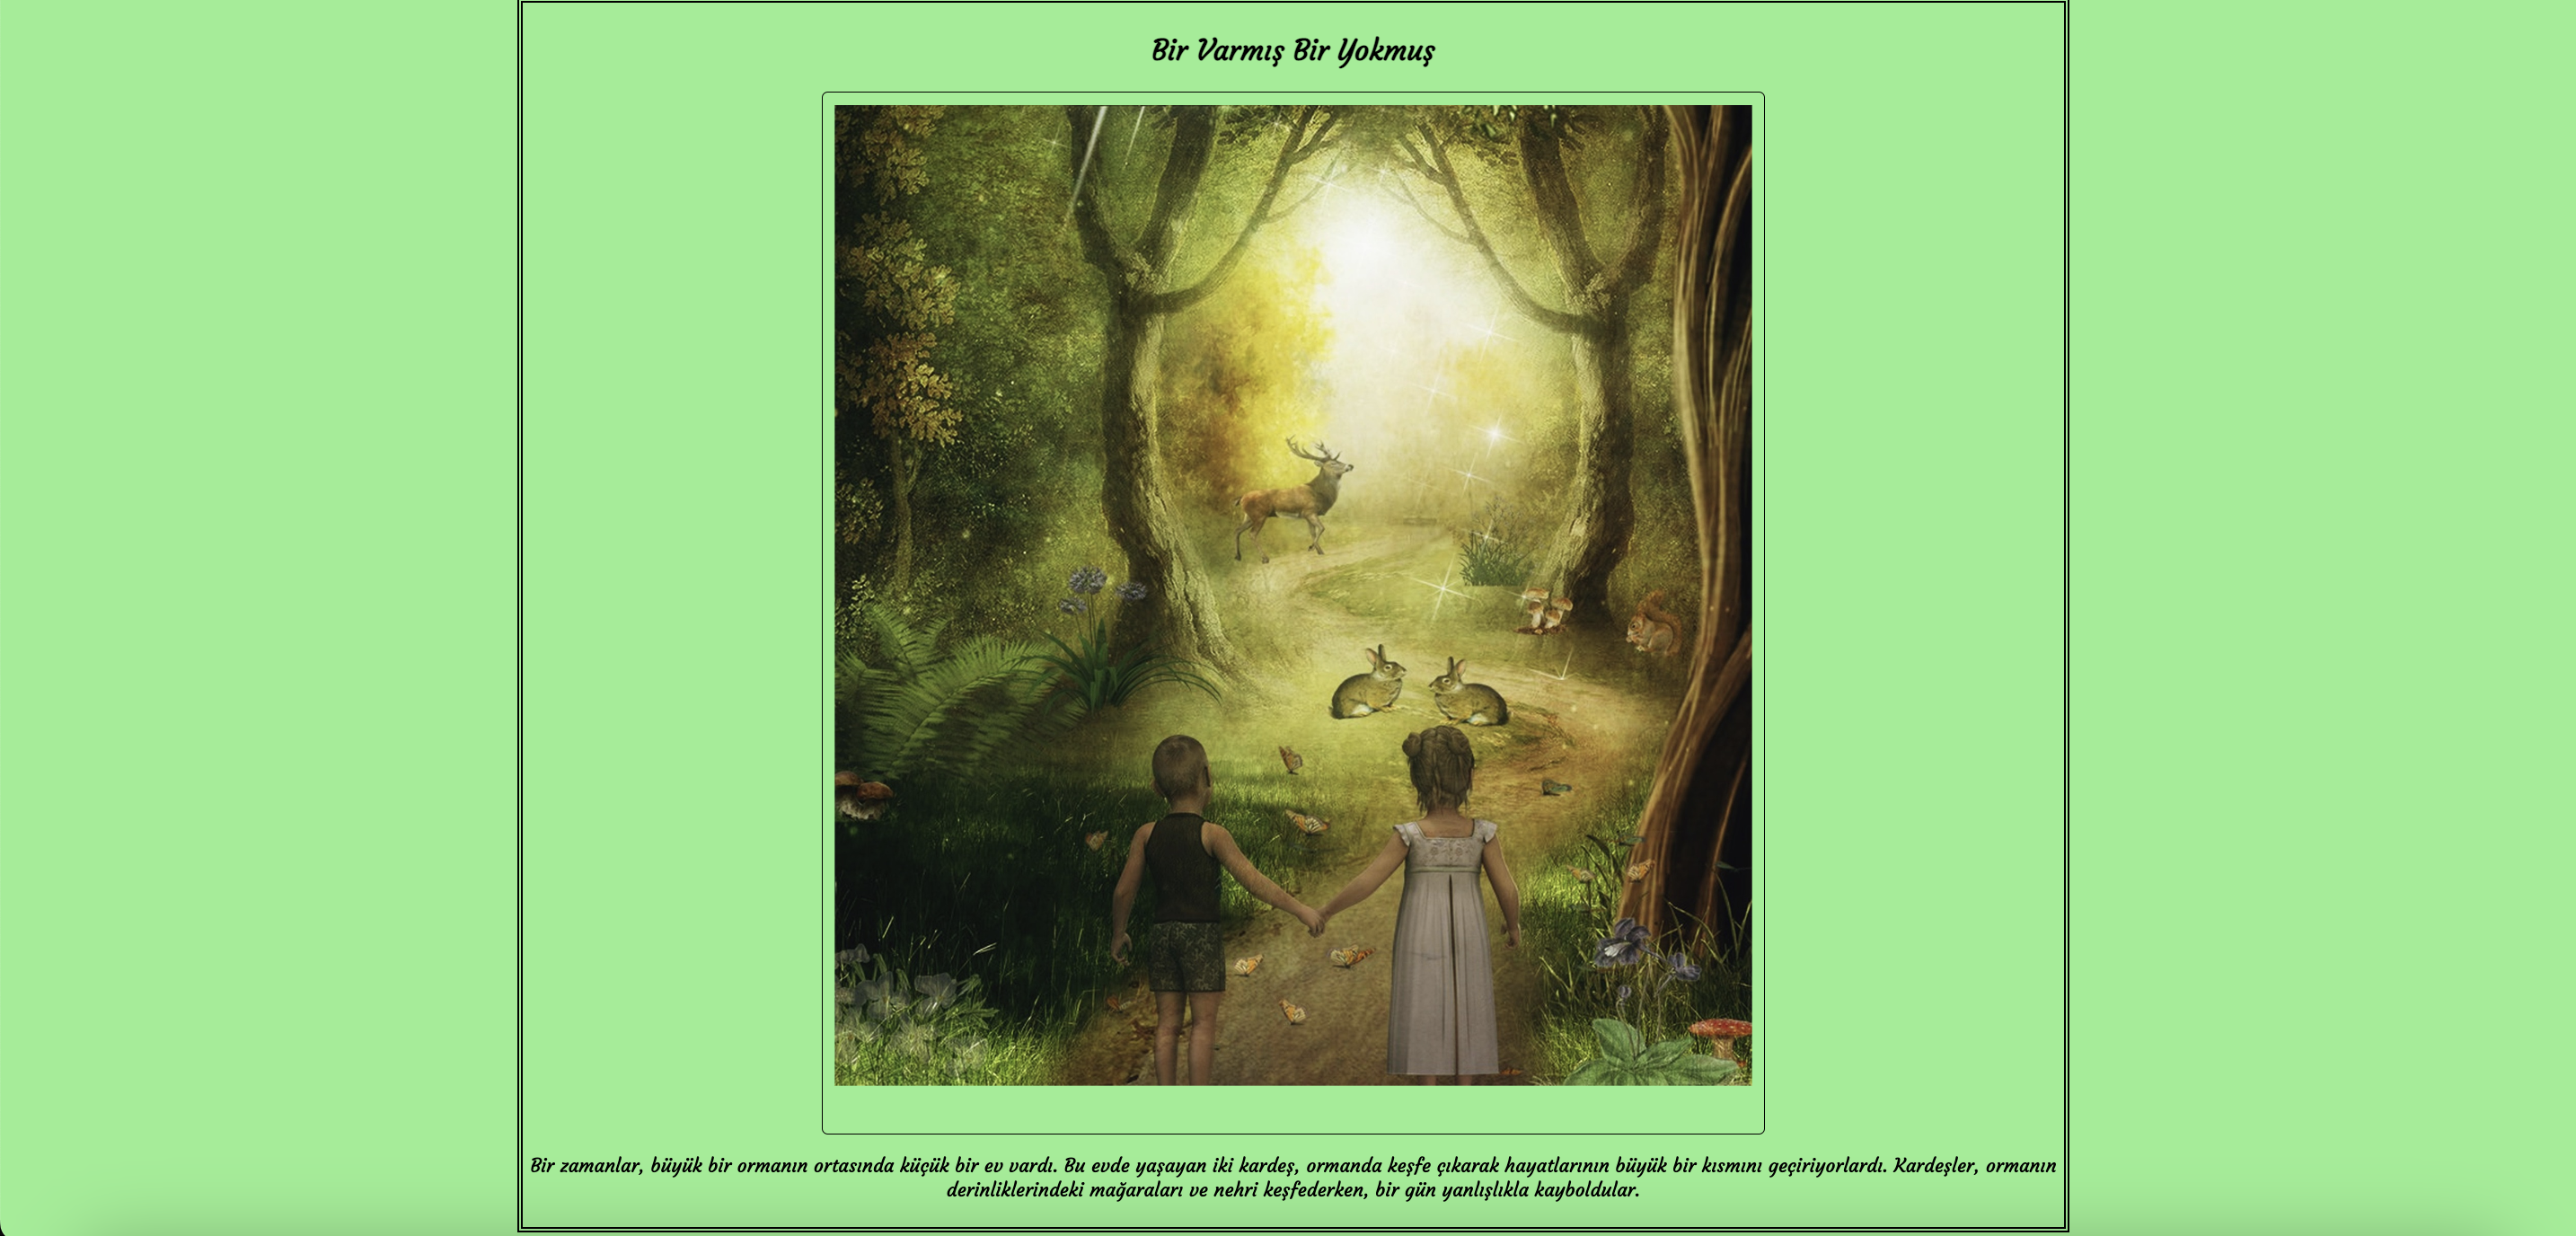 Bir Varmış Bir Yokmuş
Bir zamanlar, büyük bir ormanın ortasında küçük bir ev vardı. Bu evde yaşayan iki kardeş, ormanda keşfe çıkarak hayatlarının büyük bir kısmını geçiriyorlardı. Kardeşler, ormanın
derinliklerindeki mağaraları ve nehri keşfederken, bir gün yanlışlıkla kayboldular.